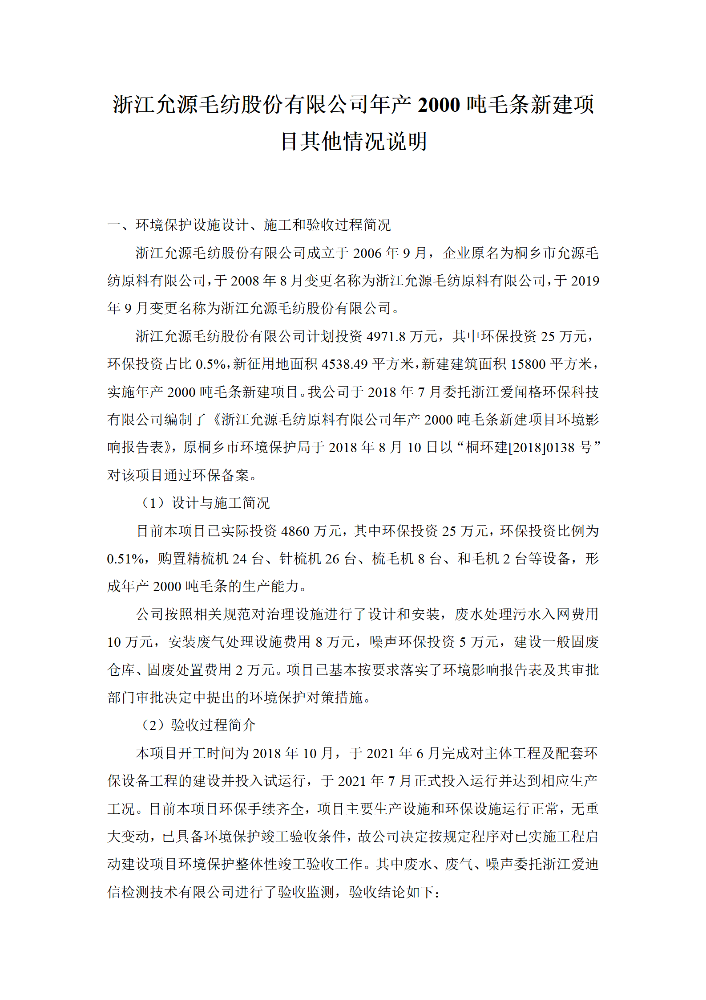 浙江允源毛纺股份有限公司年产 2000 吨毛条新建项
目其他情况说明
一、环境保护设施设计、施工和验收过程简况
浙江允源毛纺股份有限公司成立于 2006 年 9 月，企业原名为桐乡市允源毛
纺原料有限公司，于 2008 年 8 月变更名称为浙江允源毛纺原料有限公司，于 2019
年 9 月变更名称为浙江允源毛纺股份有限公司。
浙江允源毛纺股份有限公司计划投资 4971.8 万元，其中环保投资 25 万元，
环保投资占比 0.5%，新征用地面积 4538.49 平方米，新建建筑面积 15800 平方米，
实施年产 2000 吨毛条新建项目。我公司于 2018 年 7 月委托浙江爱闻格环保科技
有限公司编制了《浙江允源毛纺原料有限公司年产 2000 吨毛条新建项目环境影
响报告表》，原桐乡市环境保护局于 2018 年 8 月 10 日以“桐环建[2018]0138 号”
对该项目通过环保备案。
（1）设计与施工简况
目前本项目已实际投资 4860 万元，其中环保投资 25 万元，环保投资比例为
0.51%，购置精梳机 24 台、针梳机 26 台、梳毛机 8 台、和毛机 2 台等设备，形
成年产 2000 吨毛条的生产能力。
公司按照相关规范对治理设施进行了设计和安装，废水处理污水入网费用
10 万元，安装废气处理设施费用 8 万元，噪声环保投资 5 万元，建设一般固废
仓库、固废处置费用 2 万元。项目已基本按要求落实了环境影响报告表及其审批
部门审批决定中提出的环境保护对策措施。
（2）验收过程简介
本项目开工时间为 2018 年 10 月，于 2021 年 6 月完成对主体工程及配套环
保设备工程的建设并投入试运行，于 2021 年 7 月正式投入运行并达到相应生产
工况。目前本项目环保手续齐全，项目主要生产设施和环保设施运行正常，无重
大变动，已具备环境保护竣工验收条件，故公司决定按规定程序对已实施工程启
动建设项目环境保护整体性竣工验收工作。其中废水、废气、噪声委托浙江爱迪
信检测技术有限公司进行了验收监测，验收结论如下：